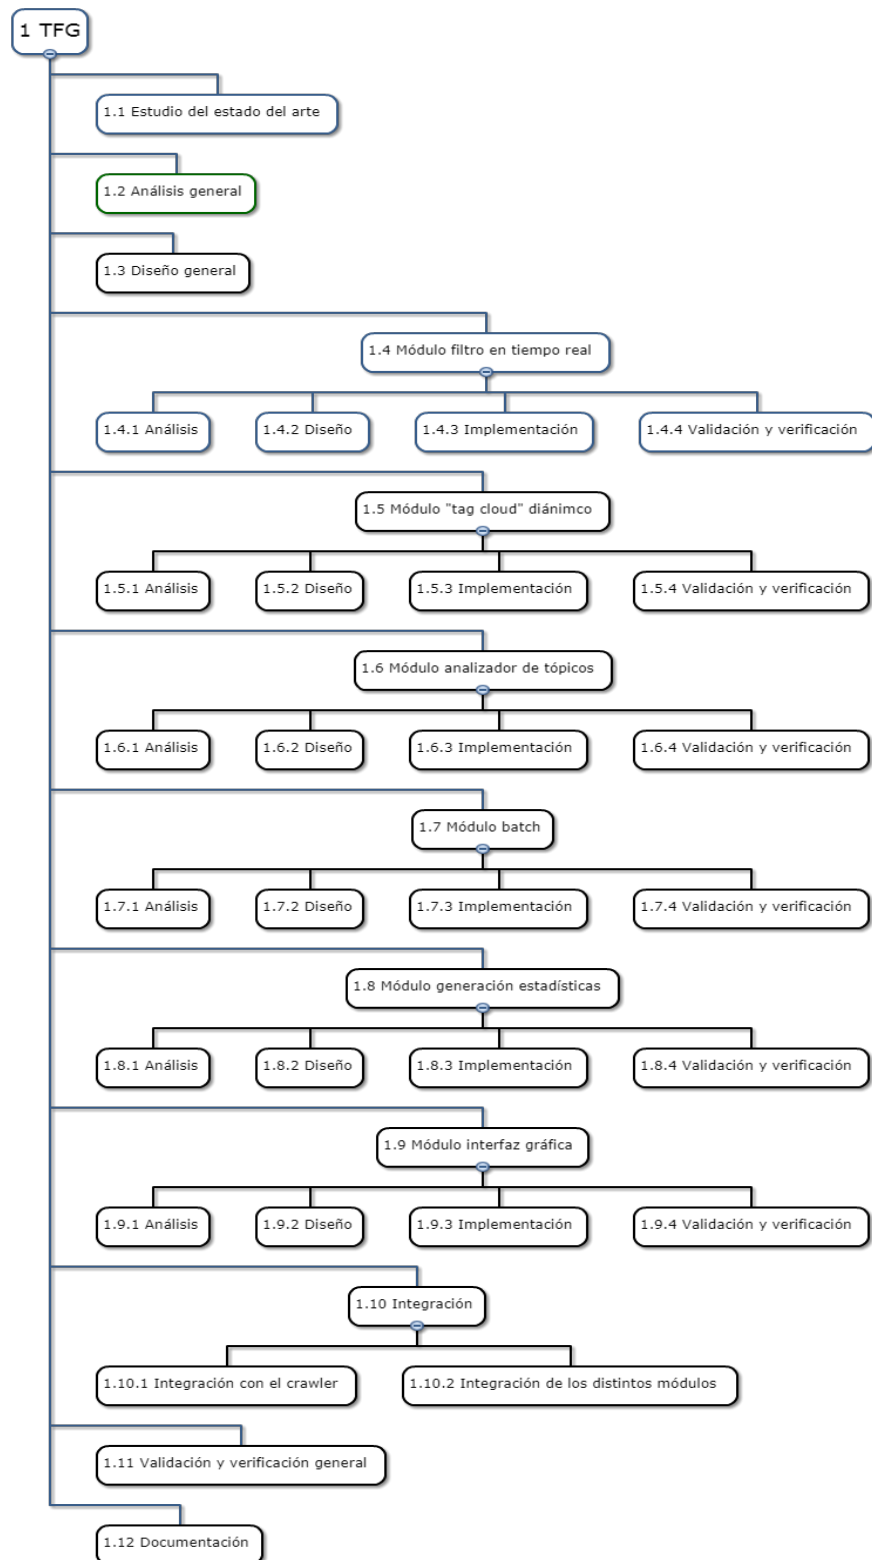 1 TFG
1.1 Estudio del estado del arte
1.2 Análisis general
1.3 Diseño general
1.4 Módulo filtro en tiempo real
1.4.1 Análisis
1.4.2 Diseño
1.4.3 Implementación
1.4.4 Validación y verificación
1.5 Módulo "tag cloud" diánimco
1.5.1 Análisis
1.5.2 Diseño
1.5.3 Implementación
1.5.4 Validación y verificación
1.6 Módulo analizador de tópicos
1.6.1 Análisis
1.6.2 Diseño
1.6.3 Implementación
1.6.4 Validación y verificación
1.7 Módulo batch
1.7.1 Análisis
1.7.2 Diseño
1.7.3 Implementación
1.7.4 Validación y verificación
1.8 Módulo generación estadísticas
1.8.1 Análisis
1.8.2 Diseño
1.8.3 Implementación
1.8.4 Validación y verificación
1.9 Módulo interfaz gráfica
1.9.1 Análisis
1.9.2 Diseño
1.9.3 Implementación
1.9.4 Validación y verificación
1.10 Integración
1.10.1 Integración con el crawler
1.10.2 Integración de los distintos módulos
1.11 Validación y verificación general
1.12 Documentación